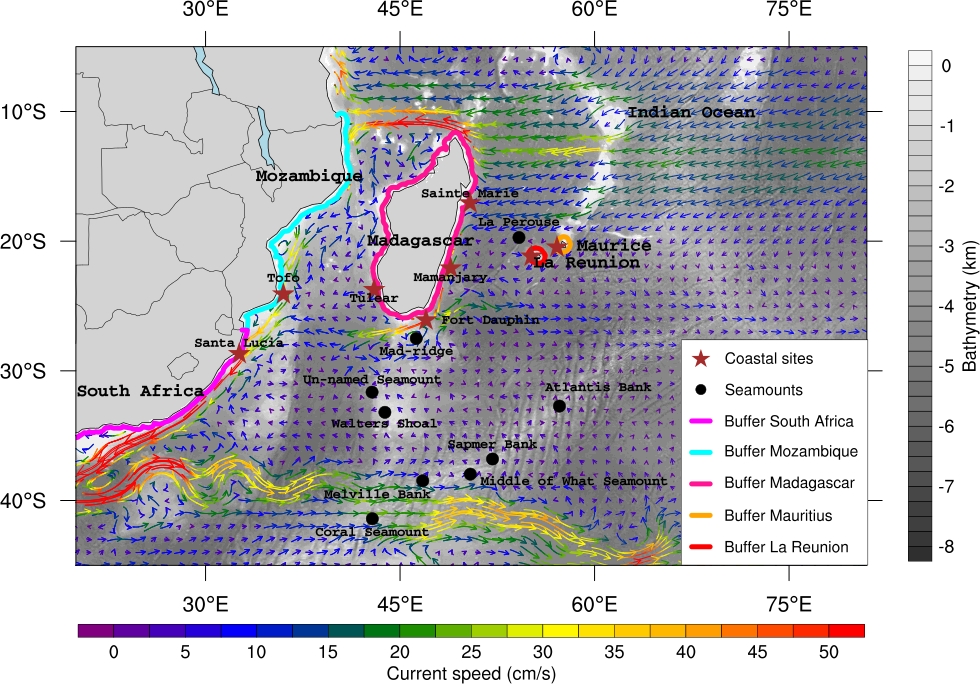 30°E 45°E 60°E 75°E
10°S
20°S
30°S
40°S
Indian Ocean
Mozambique
Sainte Marie
La Perouse
Madagascar
Maurice
La Reunion
Mamanjary
Tofo
Tulear
Fort Dauphin
Santa Lucia
Mad-ridge
Un-named Seamount
Atlantis Bank
South Africa
Walters Shoal
Sapmer Bank
Middle of What Seamount
Melville Bank
Coral Seamount
Coastal sites
Seamounts
Buffer South Africa
Buffer Mozambique
Buffer Madagascar
Buffer Mauritius
Buffer La Reunion
0
-1
-2
-3
-4
-5
-6
-7
-8
Bathymetry (km)
30°E 45°E 60°E 75°E
0 5 10 15 20 25 30 35 40 45 50
Current speed (cm/s)